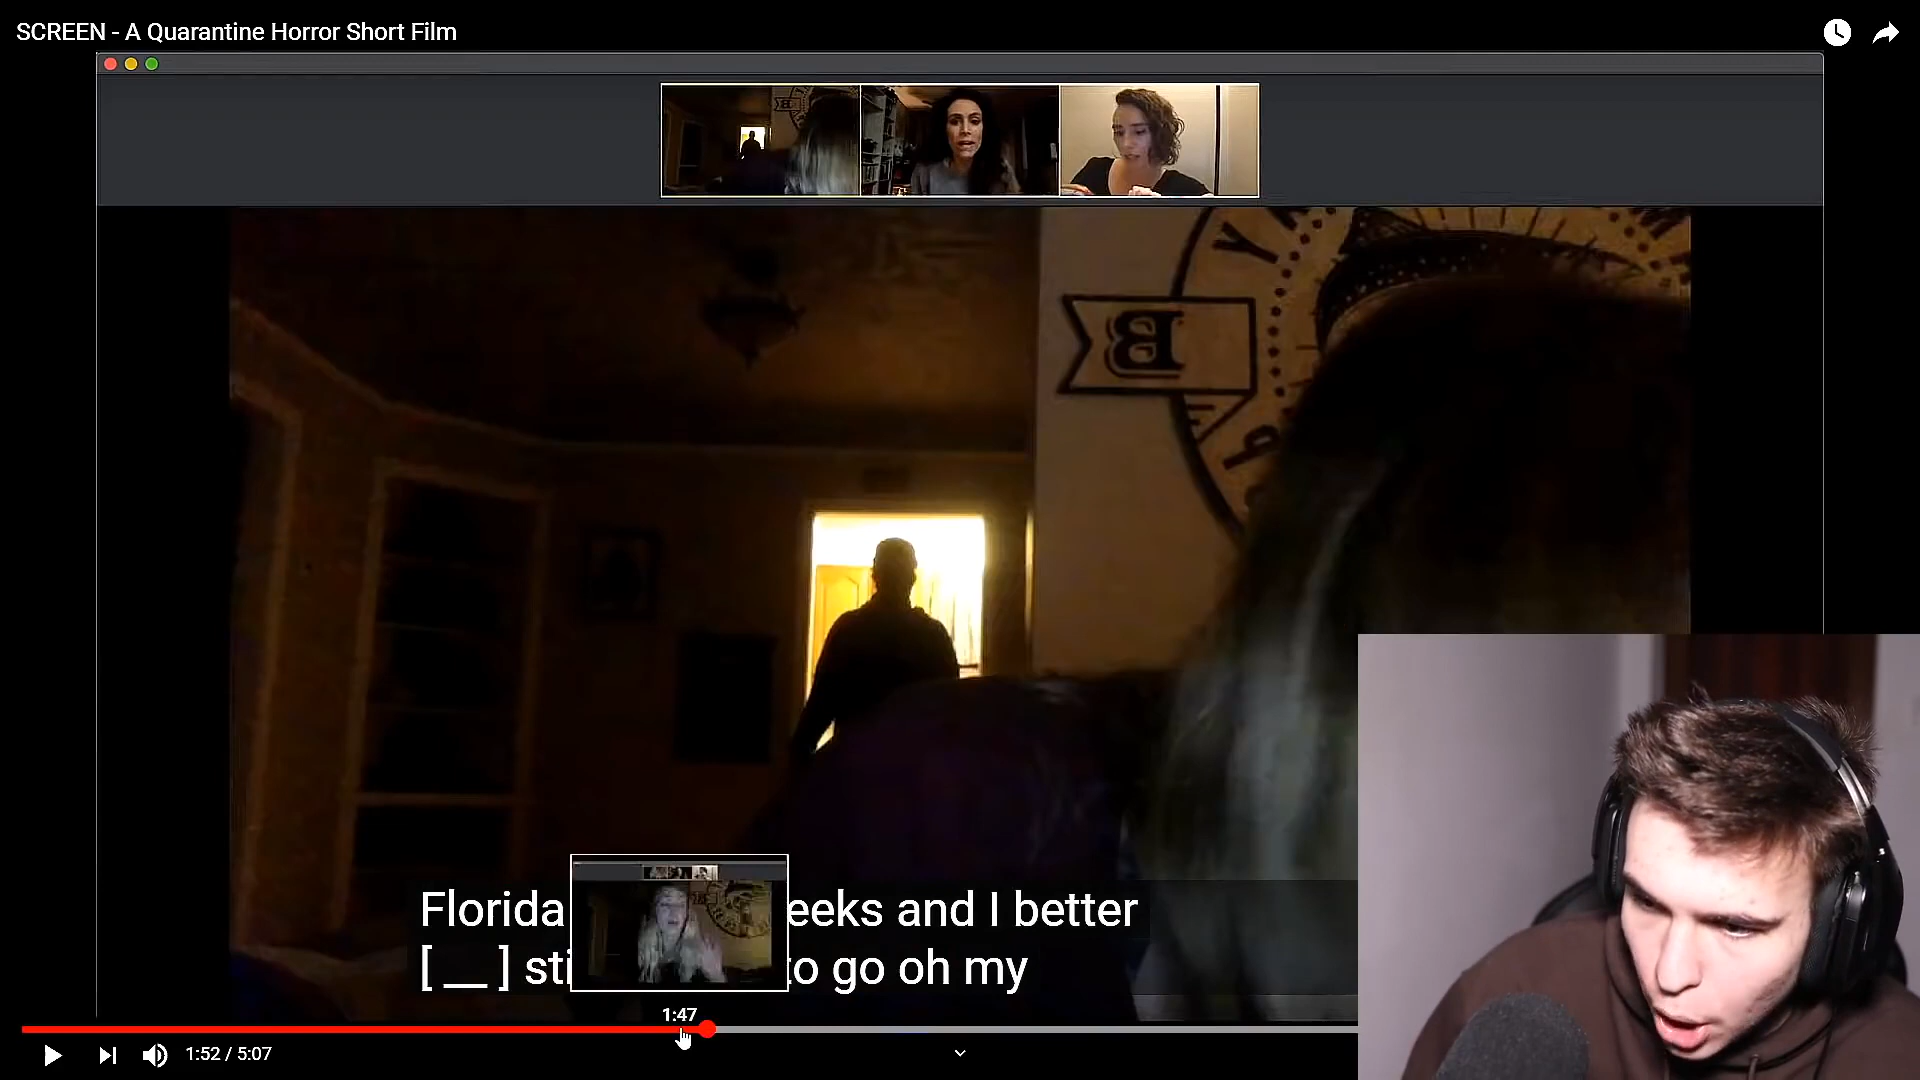 SCREEN - A Quarantine Horror Short Film
B
Florida eeks and I better
[ __ ] sti to go oh my
1:47
1:52 / 5:07